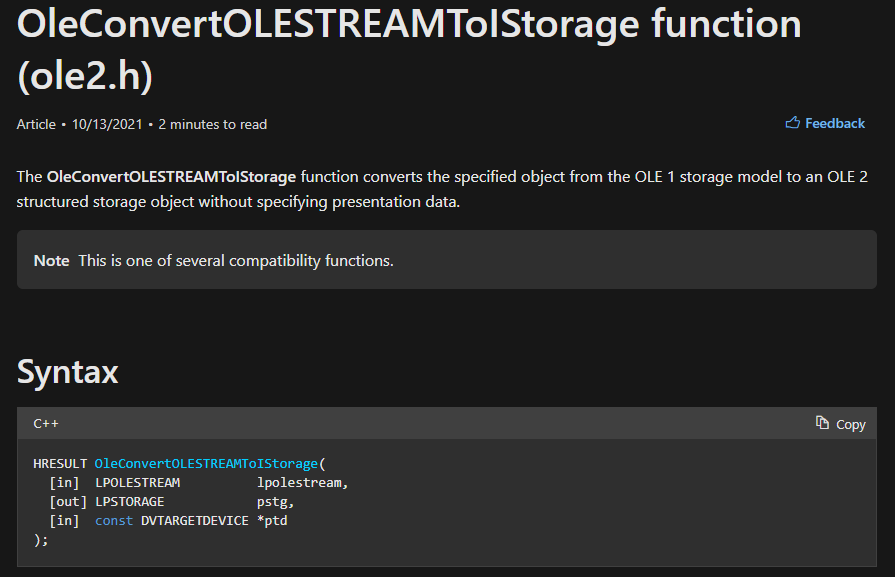 OleConvertOLESTREAMToIStorage function
(ole2.h)
Article • 10/13/2021 • 2 minutes to read
Feedback
The OleConvertOLESTREAMToIStorage function converts the specified object from the OLE 1 storage model to an OLE 2
structured storage object without specifying presentation data.
Note This is one of several compatibility functions.
Syntax
C++
Copy
HRESULT OleConvertOLESTREAMToIStorage(
[in] LPOLESTREAM lpolestream,
[out] LPSTORAGE pstg,
[in] const DVTARGETDEVICE *ptd
);